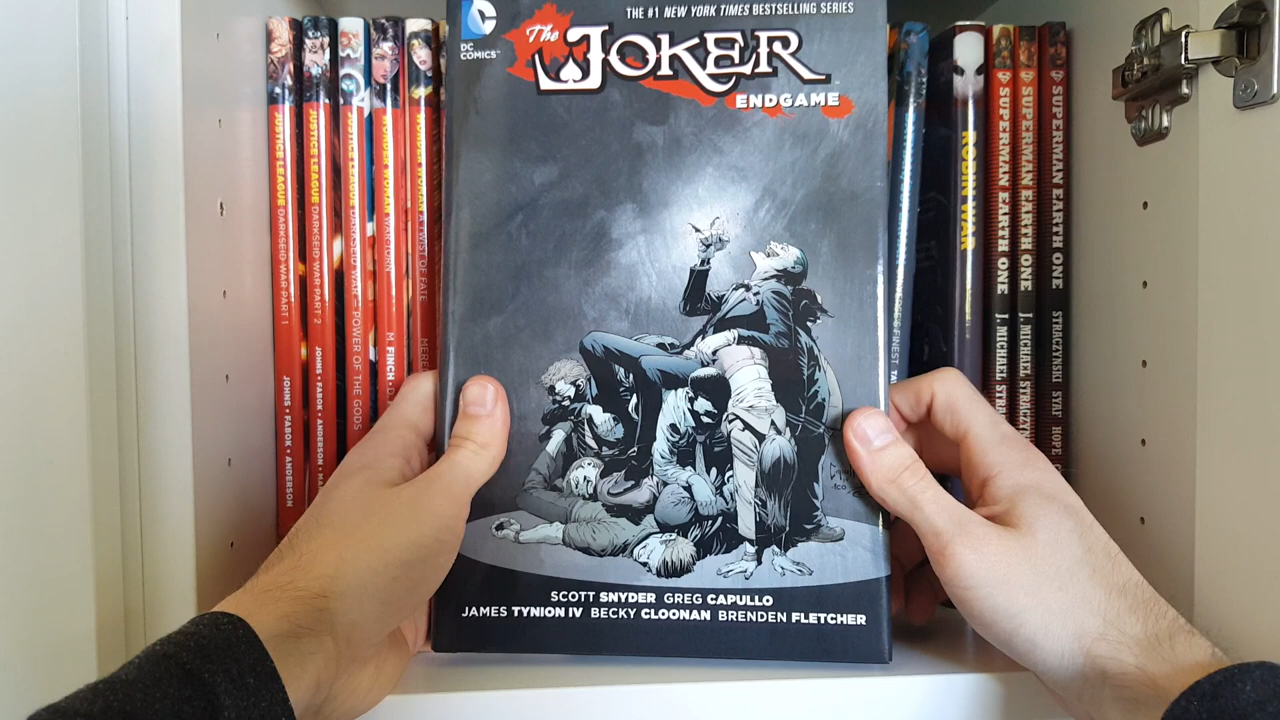 THE #1 NEW YORK TIMES BESTSELLING SERIES
DC
COMICS™
The
JOKER
ENDGAME
SCOTT SNYDER GREG CAPULLO
JAMES TYNION IV BECKY CLOONAN BRENDEN FLETCHER
JUSTICE LEAGUE DARKSEID WAR PART 1 JOHNS • FABOK • ANDERSON
JUSTICE LEAGUE DARKSEID WAR PART 2 JOHNS • FABOK • ANDERSON
JUSTICE LEAGUE DARKSEID WAR – POWER OF THE GODS
WONDER WOMAN WAR-TORN M. FINCH • D.
WONDER WOMAN A TWIST OF FATE
FINEST
ROBIN WAR
SUPERMAN EARTH ONE J. MICHAEL
SUPERMAN EARTH ONE J. MICHAEL
SUPERMAN EARTH ONE STRACZYNSKI SYAF HOPE